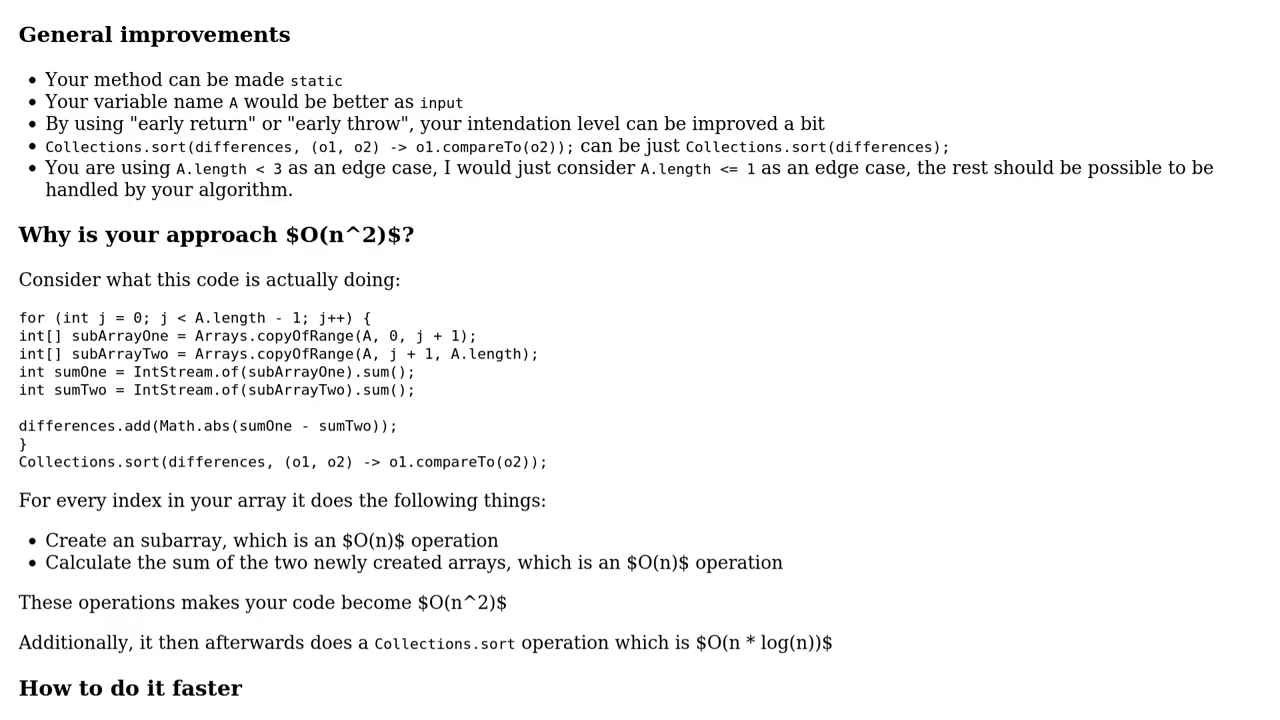 General improvements
• Your method can be made static
• Your variable name A would be better as input
• By using "early return" or "early throw", your intendation level can be improved a bit
• Collections.sort(differences, (o1, o2) -> o1.compareTo(o2)); can be just Collections.sort(differences);
• You are using A.length < 3 as an edge case, I would just consider A.length <= 1 as an edge case, the rest should be possible to be
handled by your algorithm.
Why is your approach $O(n^2)$?
Consider what this code is actually doing:
for (int j = 0; j < A.length - 1; j++) {
int[] subArrayOne = Arrays.copyOfRange(A, 0, j + 1);
int[] subArrayTwo = Arrays.copyOfRange(A, j + 1, A.length);
int sumOne = IntStream.of(subArrayOne).sum();
int sumTwo = IntStream.of(subArrayTwo).sum();
differences.add(Math.abs(sumOne - sumTwo));
}
Collections.sort(differences, (o1, o2) -> o1.compareTo(o2));
For every index in your array it does the following things:
• Create an subarray, which is an $O(n)$ operation
• Calculate the sum of the two newly created arrays, which is an $O(n)$ operation
These operations makes your code become $O(n^2)$
Additionally, it then afterwards does a Collections.sort operation which is $O(n * log(n))$
How to do it faster